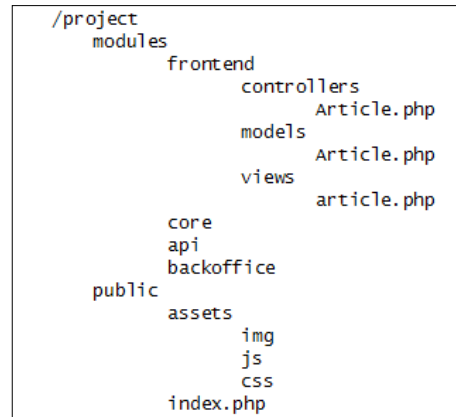 /project
modules
frontend
controllers
Article.php
models
Article.php
views
article.php
core
api
backoffice
public
assets
img
js
css
index.php